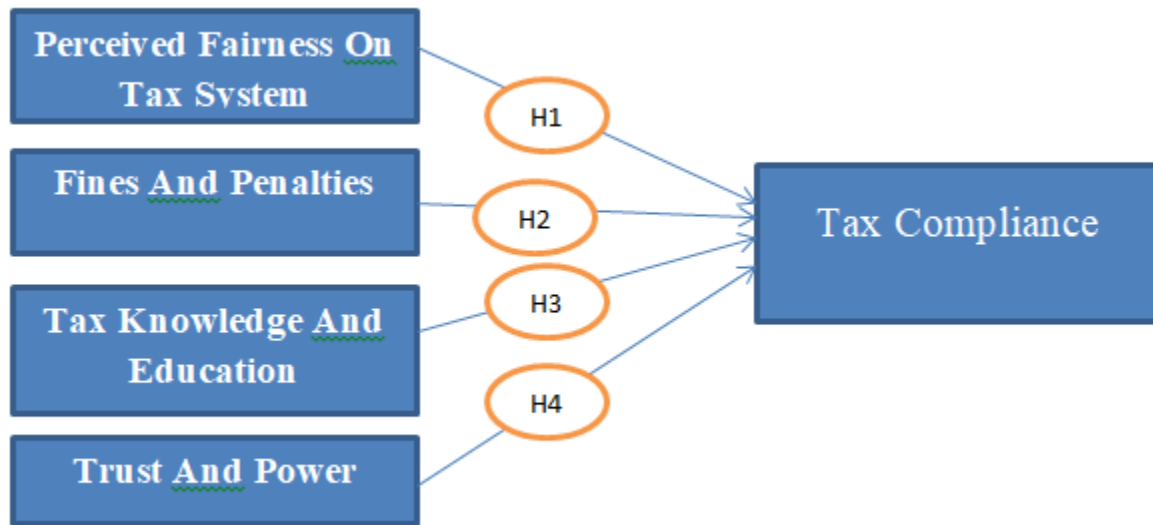 Perceived Fairness On
Tax System
H1
Fines And Penalties
H2
Tax Compliance
Tax Knowledge And
Education
H3
Trust And Power
H4